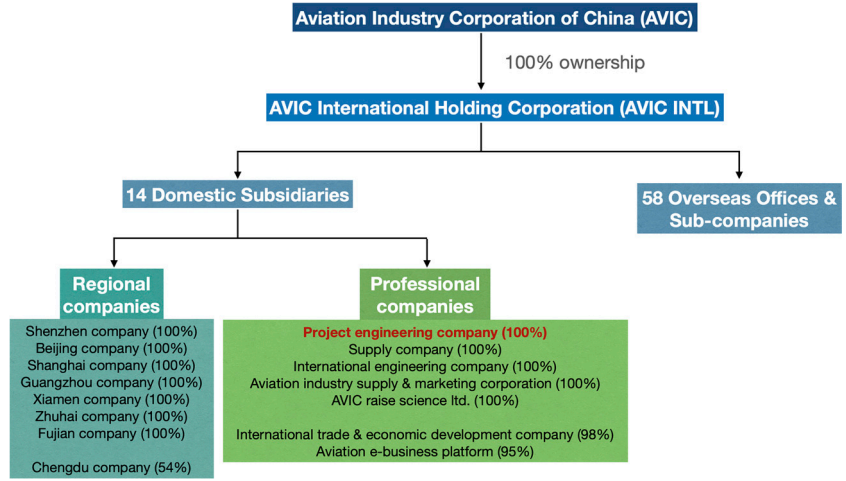 Aviation Industry Corporation of China (AVIC)
100% ownership
AVIC International Holding Corporation (AVIC INTL)
14 Domestic Subsidiaries
58 Overseas Offices &
Sub-companies
Regional
companies
Shenzhen company (100%)
Beijing company (100%)
Shanghai company (100%)
Guangzhou company (100%)
Xiamen company (100%)
Zhuhai company (100%)
Fujian company (100%)
Chengdu company (54%)
Professional
companies
Project engineering company (100%)
Supply company (100%)
International engineering company (100%)
Aviation industry supply & marketing corporation (100%)
AVIC raise science ltd. (100%)
International trade & economic development company (98%)
Aviation e-business platform (95%)